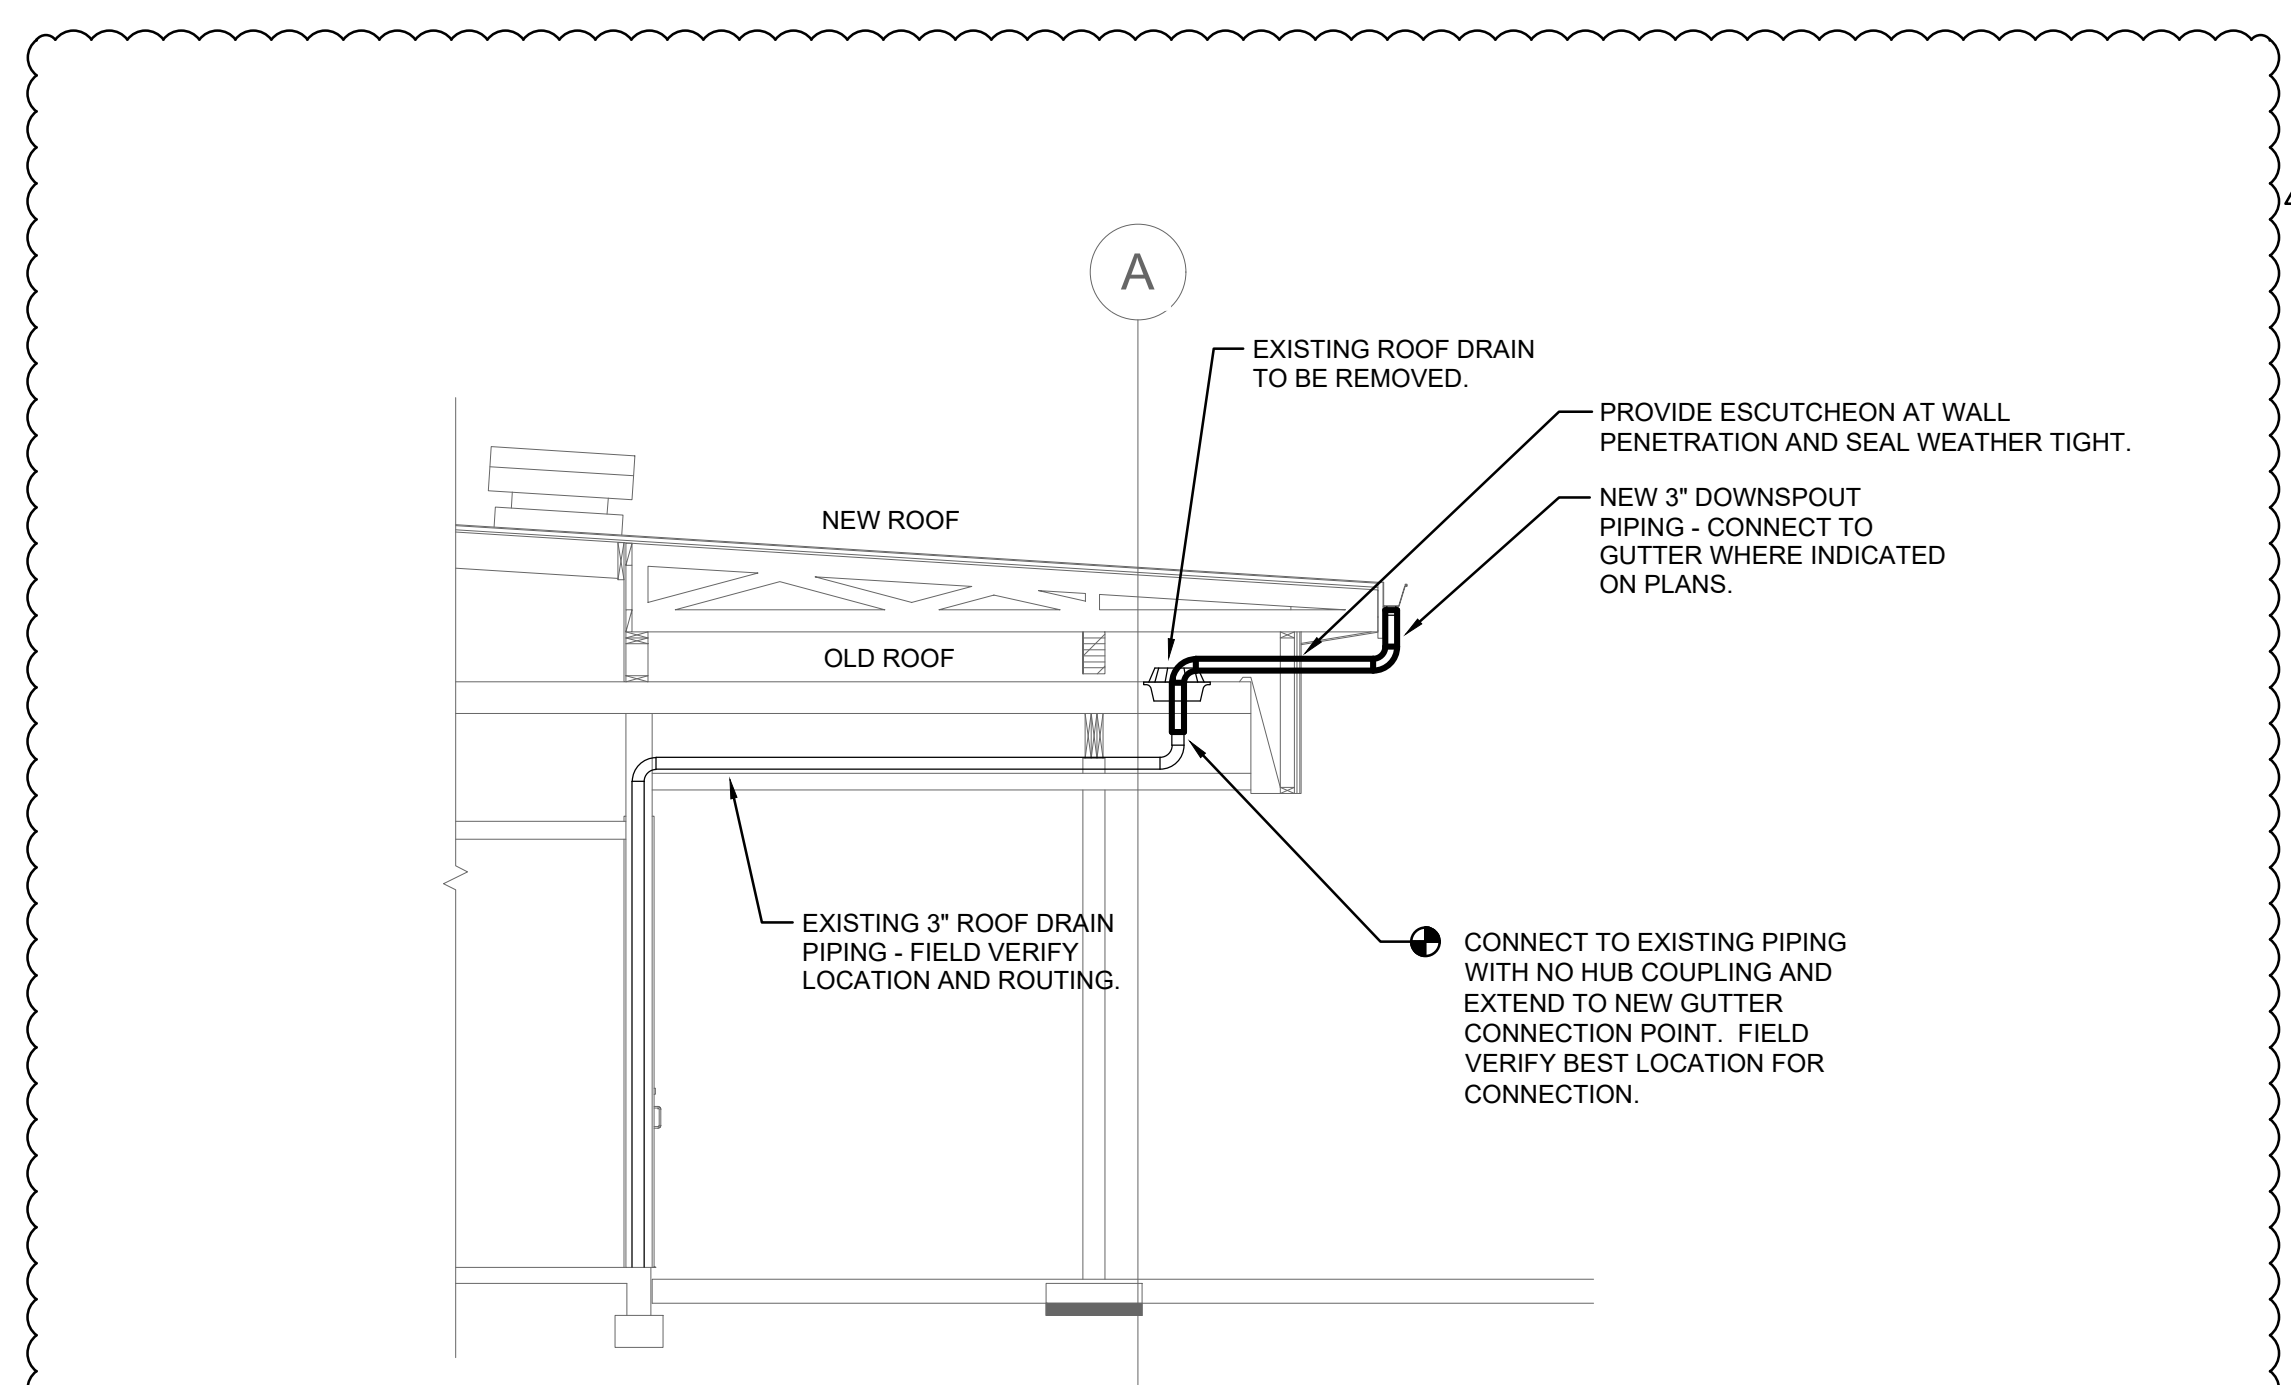 A
EXISTING ROOF DRAIN
TO BE REMOVED.
PROVIDE ESCUTCHEON AT WALL
PENETRATION AND SEAL WEATHER TIGHT.
NEW 3" DOWNSPOUT
PIPING - CONNECT TO
GUTTER WHERE INDICATED
ON PLANS.
NEW ROOF
OLD ROOF
EXISTING 3" ROOF DRAIN
PIPING - FIELD VERIFY
LOCATION AND ROUTING.
CONNECT TO EXISTING PIPING
WITH NO HUB COUPLING AND
EXTEND TO NEW GUTTER
CONNECTION POINT.  FIELD
VERIFY BEST LOCATION FOR
CONNECTION.